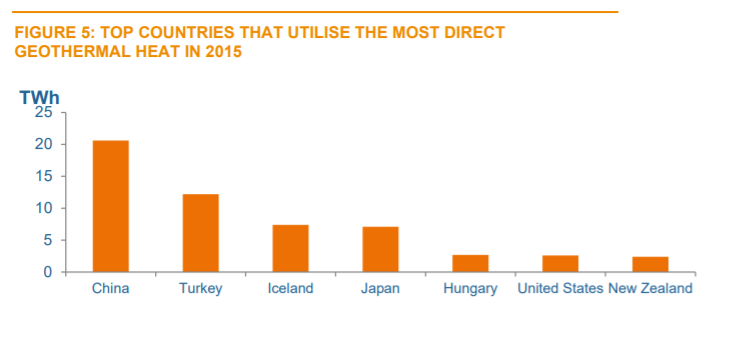 FIGURE 5: TOP COUNTRIES THAT UTILISE THE MOST DIRECT
GEOTHERMAL HEAT IN 2015
TWh
25
20
15
10
5
0
China Turkey Iceland Japan Hungary United States New Zealand